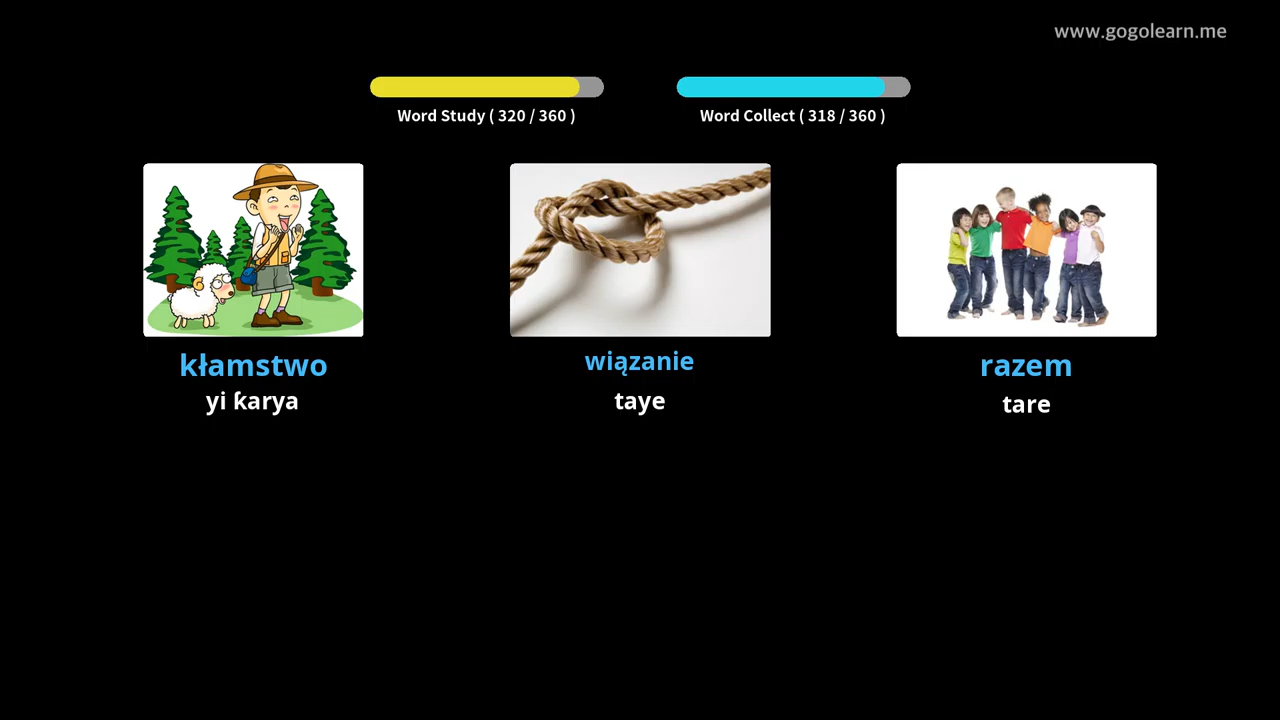 www.gogolearn.me
Word Study ( 320 / 360 )
Word Collect ( 318 / 360 )
kłamstwo
wiązanie
razem
yi ƙarya
taye
tare